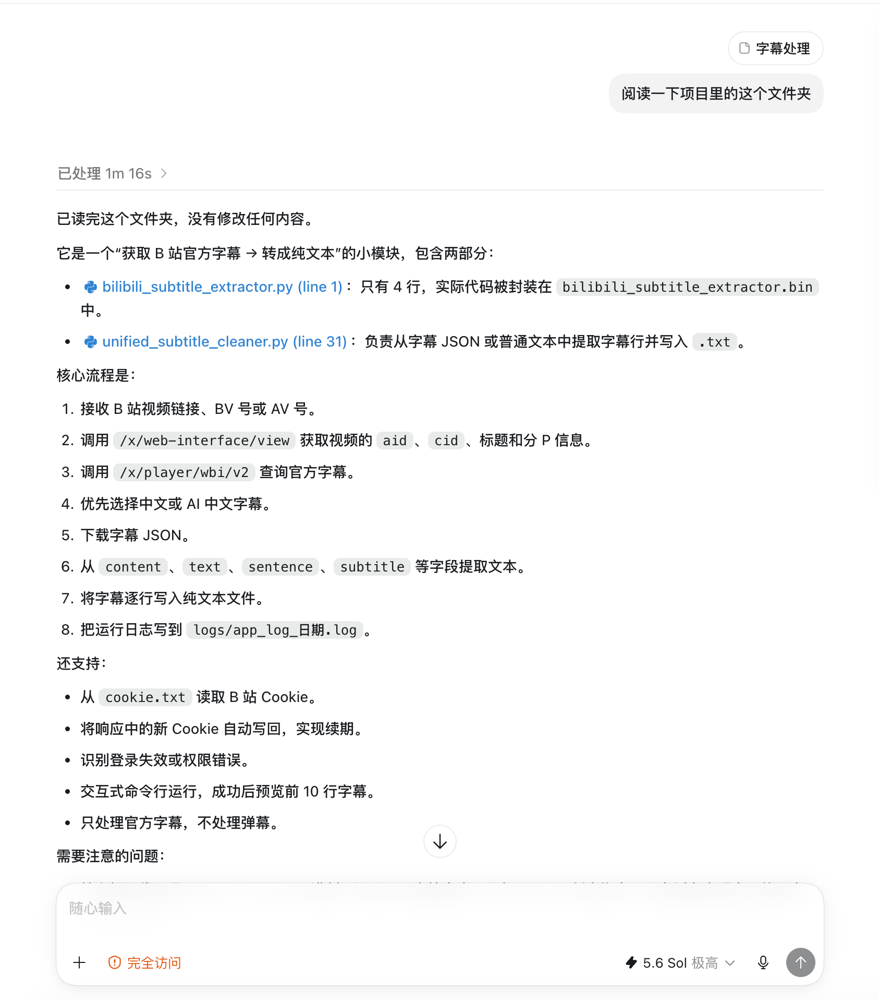 字幕处理
阅读一下项目里的这个文件夹
已处理 1m 16s
已读完这个文件夹，没有修改任何内容。
它是一个“获取 B 站官方字幕 → 转成纯文本”的小模块，包含两部分：
• bilibili_subtitle_extractor.py (line 1)：只有 4 行，实际代码被封装在 bilibili_subtitle_extractor.bin
中。
• unified_subtitle_cleaner.py (line 31)：负责从字幕 JSON 或普通文本中提取字幕行并写入 .txt。
核心流程是：
1. 接收 B 站视频链接、BV 号或 AV 号。
2. 调用 /x/web-interface/view 获取视频的 aid、cid、标题和分 P 信息。
3. 调用 /x/player/wbi/v2 查询官方字幕。
4. 优先选择中文或 AI 中文字幕。
5. 下载字幕 JSON。
6. 从 content、text、sentence、subtitle 等字段提取文本。
7. 将字幕逐行写入纯文本文件。
8. 把运行日志写到 logs/app_log_日期.log。
还支持：
• 从 cookie.txt 读取 B 站 Cookie。
• 将响应中的新 Cookie 自动写回，实现续期。
• 识别登录失效或权限错误。
• 交互式命令行运行，成功后预览前 10 行字幕。
• 只处理官方字幕，不处理弹幕。
需要注意的问题：
随心输入
完全访问
5.6 Sol 极高